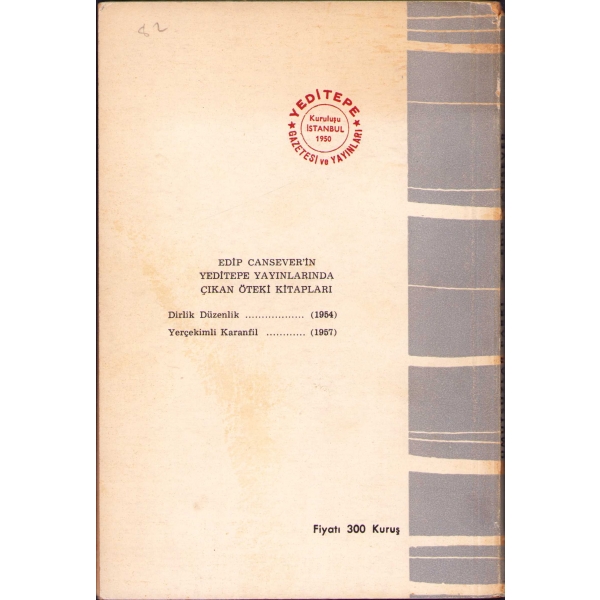 82
YEDİTEPE
Kuruluşu
İSTANBUL
1950
★ GAZETESİ ve YAYINLARI ★
EDİP CANSEVER'İN
YEDİTEPE YAYINLARINDA
ÇIKAN ÖTEKİ KİTAPLARI
Dirlik Düzenlik .................. (1954)
Yerçekimli Karanfil ............ (1957)
Fiyatı 300 Kuruş